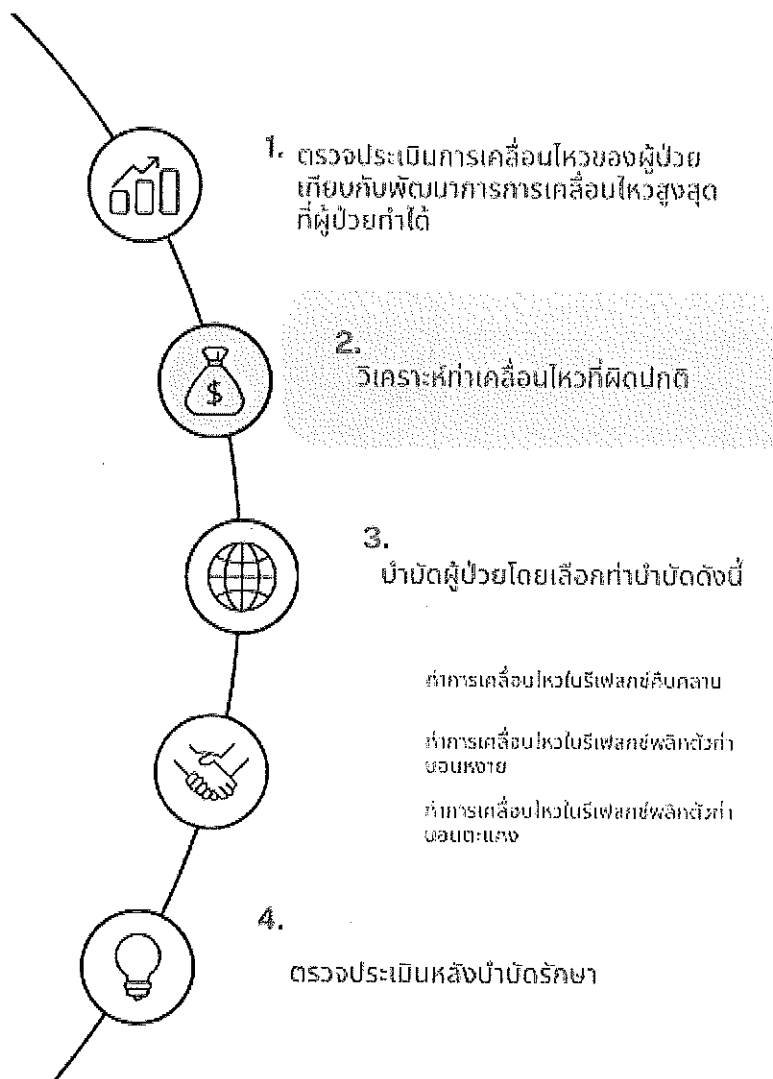 1. ตรวจประเมินการเคลื่อนไหวของผู้ป่วย
เทียบกับพัฒนาการการเคลื่อนไหวสูงสุด
ที่ผู้ป่วยทำได้
2.
วิเคราะห์ท่าเคลื่อนไหวที่ผิดปกติ
$
3.
บำบัดผู้ป่วยโดยเลือกท่าบำบัดดังนี้
ท่าการเคลื่อนไหวในรีเฟลกซ์คืบคลาน
ท่าการเคลื่อนไหวในรีเฟลกซ์พลิกตัวท่า
นอนหงาย
ท่าการเคลื่อนไหวในรีเฟลกซ์พลิกตัวท่า
นอนตะแคง
4.
ตรวจประเมินหลังบำบัดรักษา